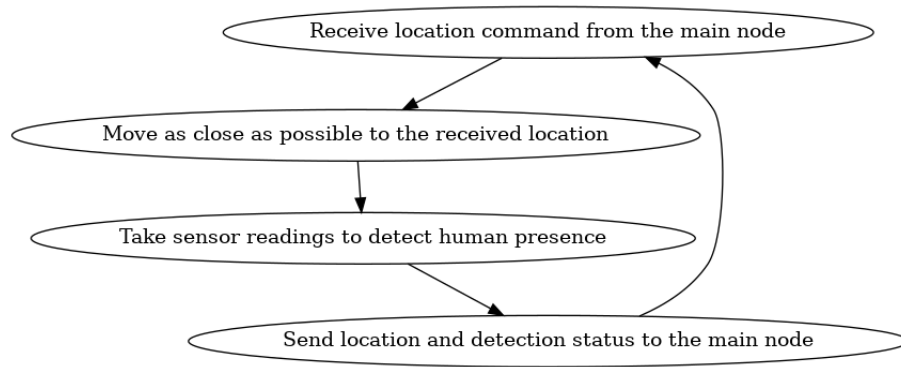 Receive location command from the main node
Move as close as possible to the received location
Take sensor readings to detect human presence
Send location and detection status to the main node